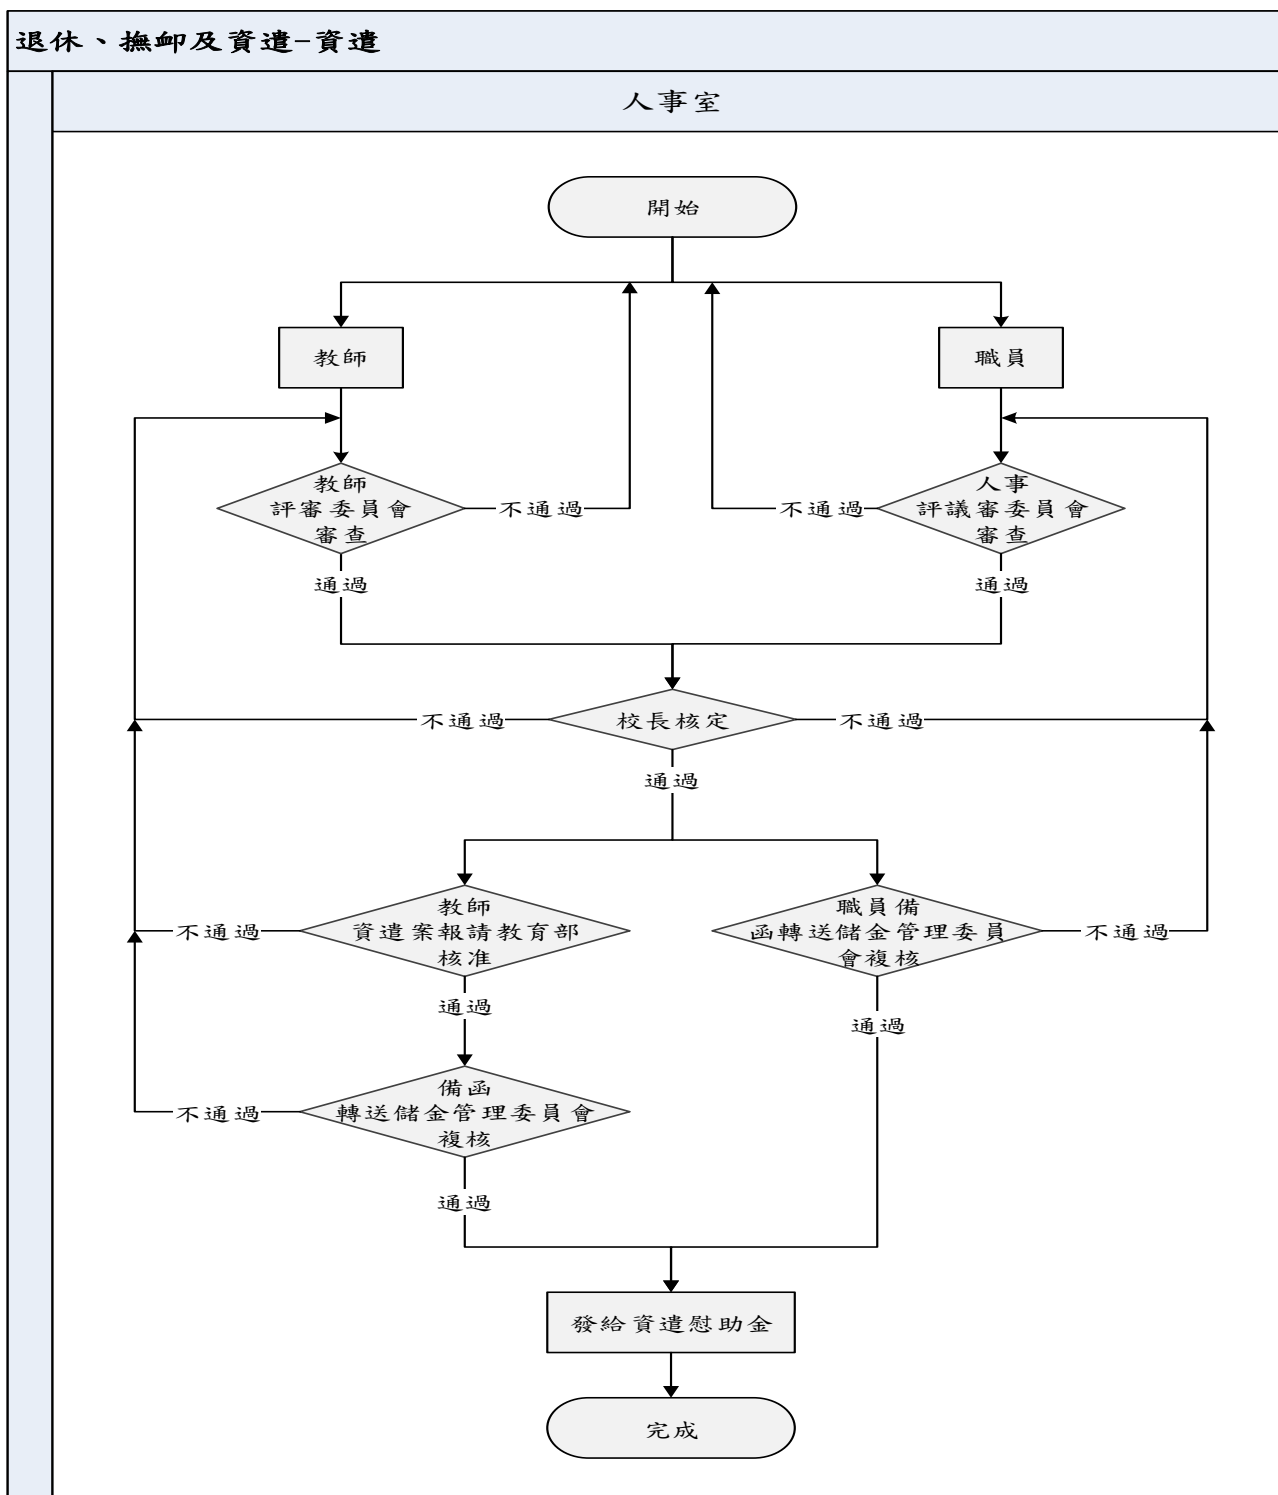 退休、撫卹及資遣-資遣
人事室
開始
教師
職員
教師
評審委員會
審查
不通過
不通過
人事
評議審委員會
審查
通過
通過
不通過
校長核定
不通過
通過
教師
資遣案報請教育部
核准
不通過
職員備
函轉送儲金管理委員
會複核
不通過
通過
通過
備函
轉送儲金管理委員會
複核
不通過
通過
發給資遣慰助金
完成